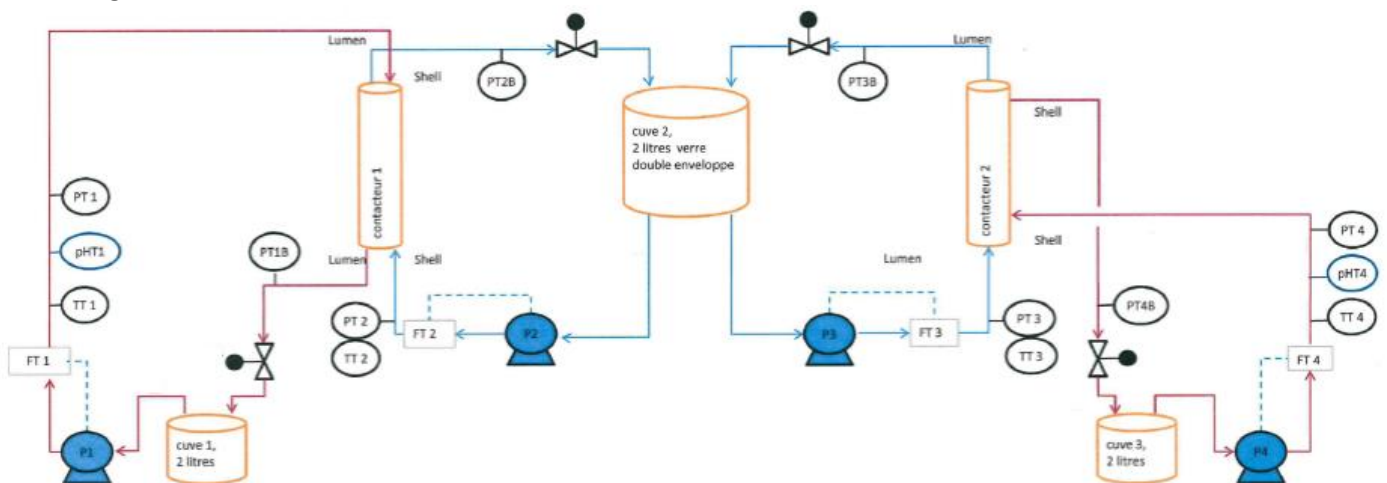 Lumen
PT2B
Shell
PT3B
Lumen
Shell
cuve 2,
2 litres verre
double enveloppe
contacteur 1
contacteur 2
PT 1
pHT1
TT 1
PT1B
Lumen
Shell
Lumen
Shell
PT 4
pHT4
TT 4
PT 2
TT 2
FT 2
P2
P3
FT 3
PT 3
TT 3
PT4B
FT 1
FT 4
P1
cuve 1,
2 litres
cuve 3,
2 litres
P4